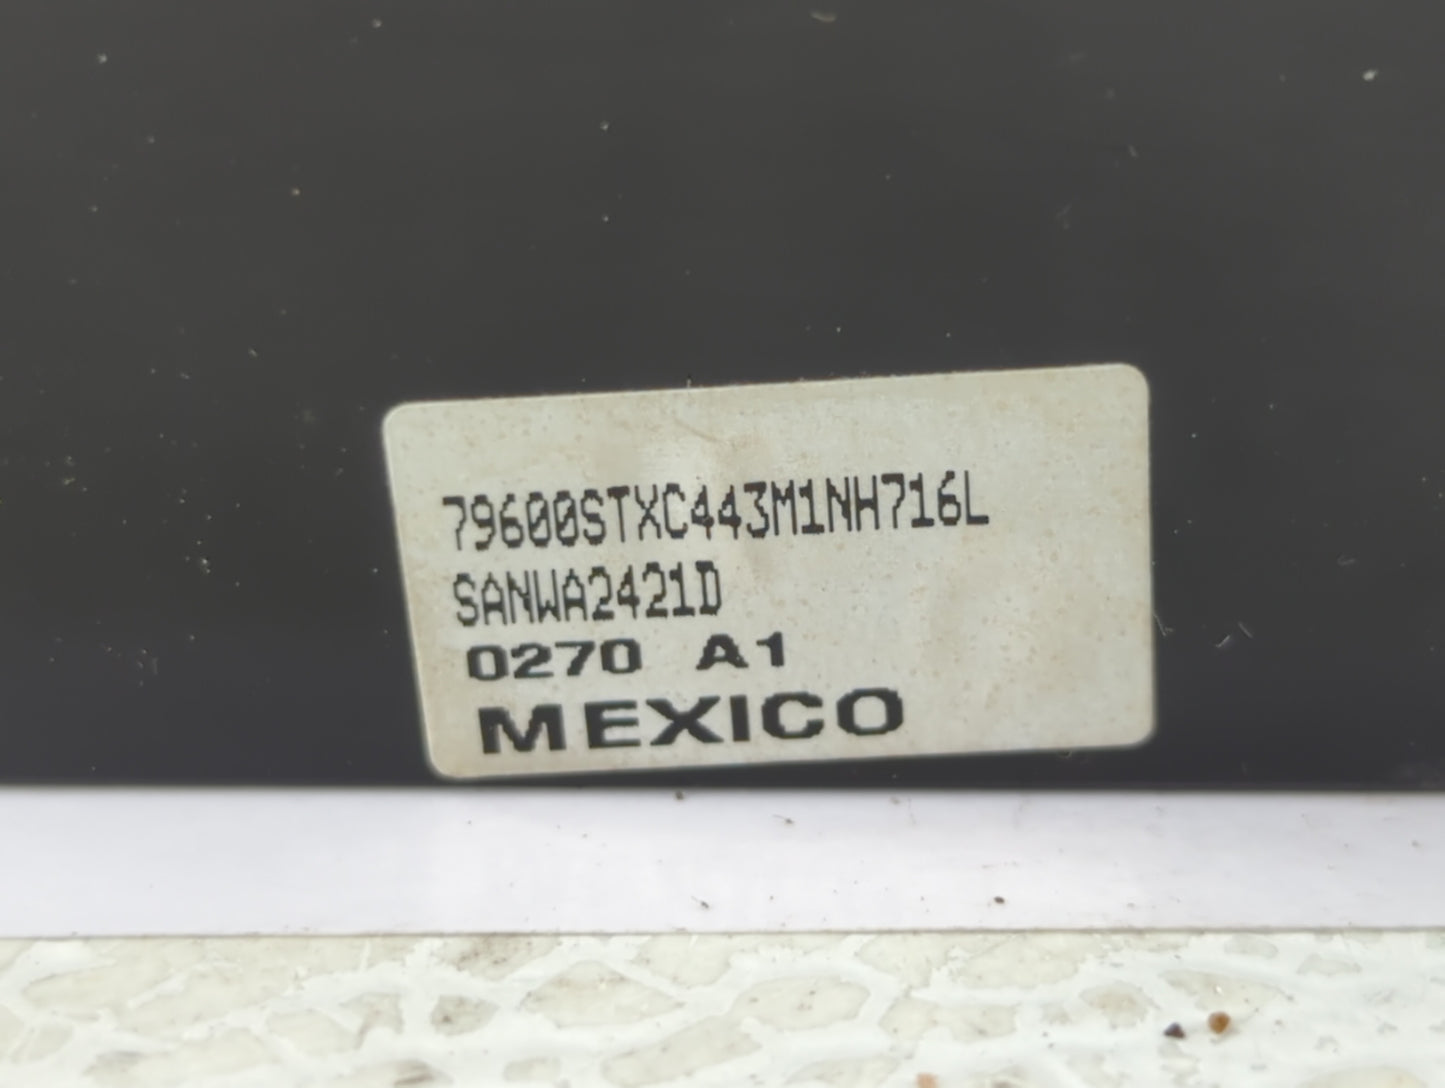 79600STXC443M1NH716L
SANWA2421D
0270 A1
MEXICO